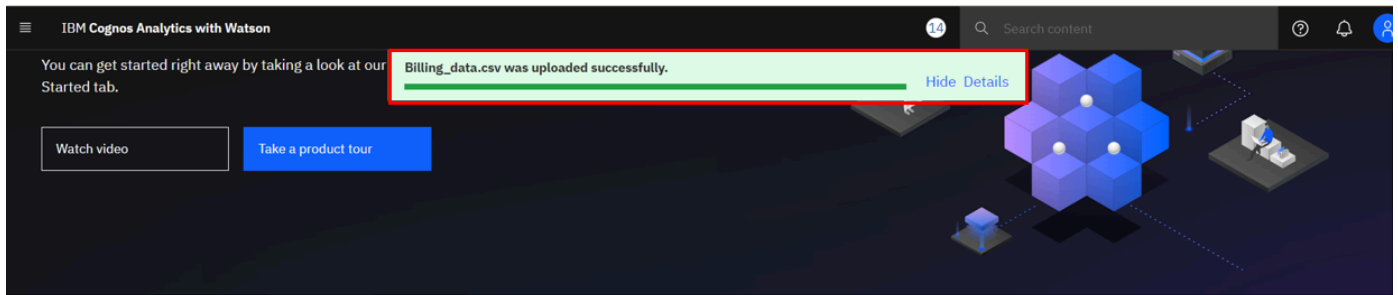 IBM Cognos Analytics with Watson
14
Search content
You can get started right away by taking a look at our
Started tab.
Billing_data.csv was uploaded successfully.
Hide Details
Watch video
Take a product tour